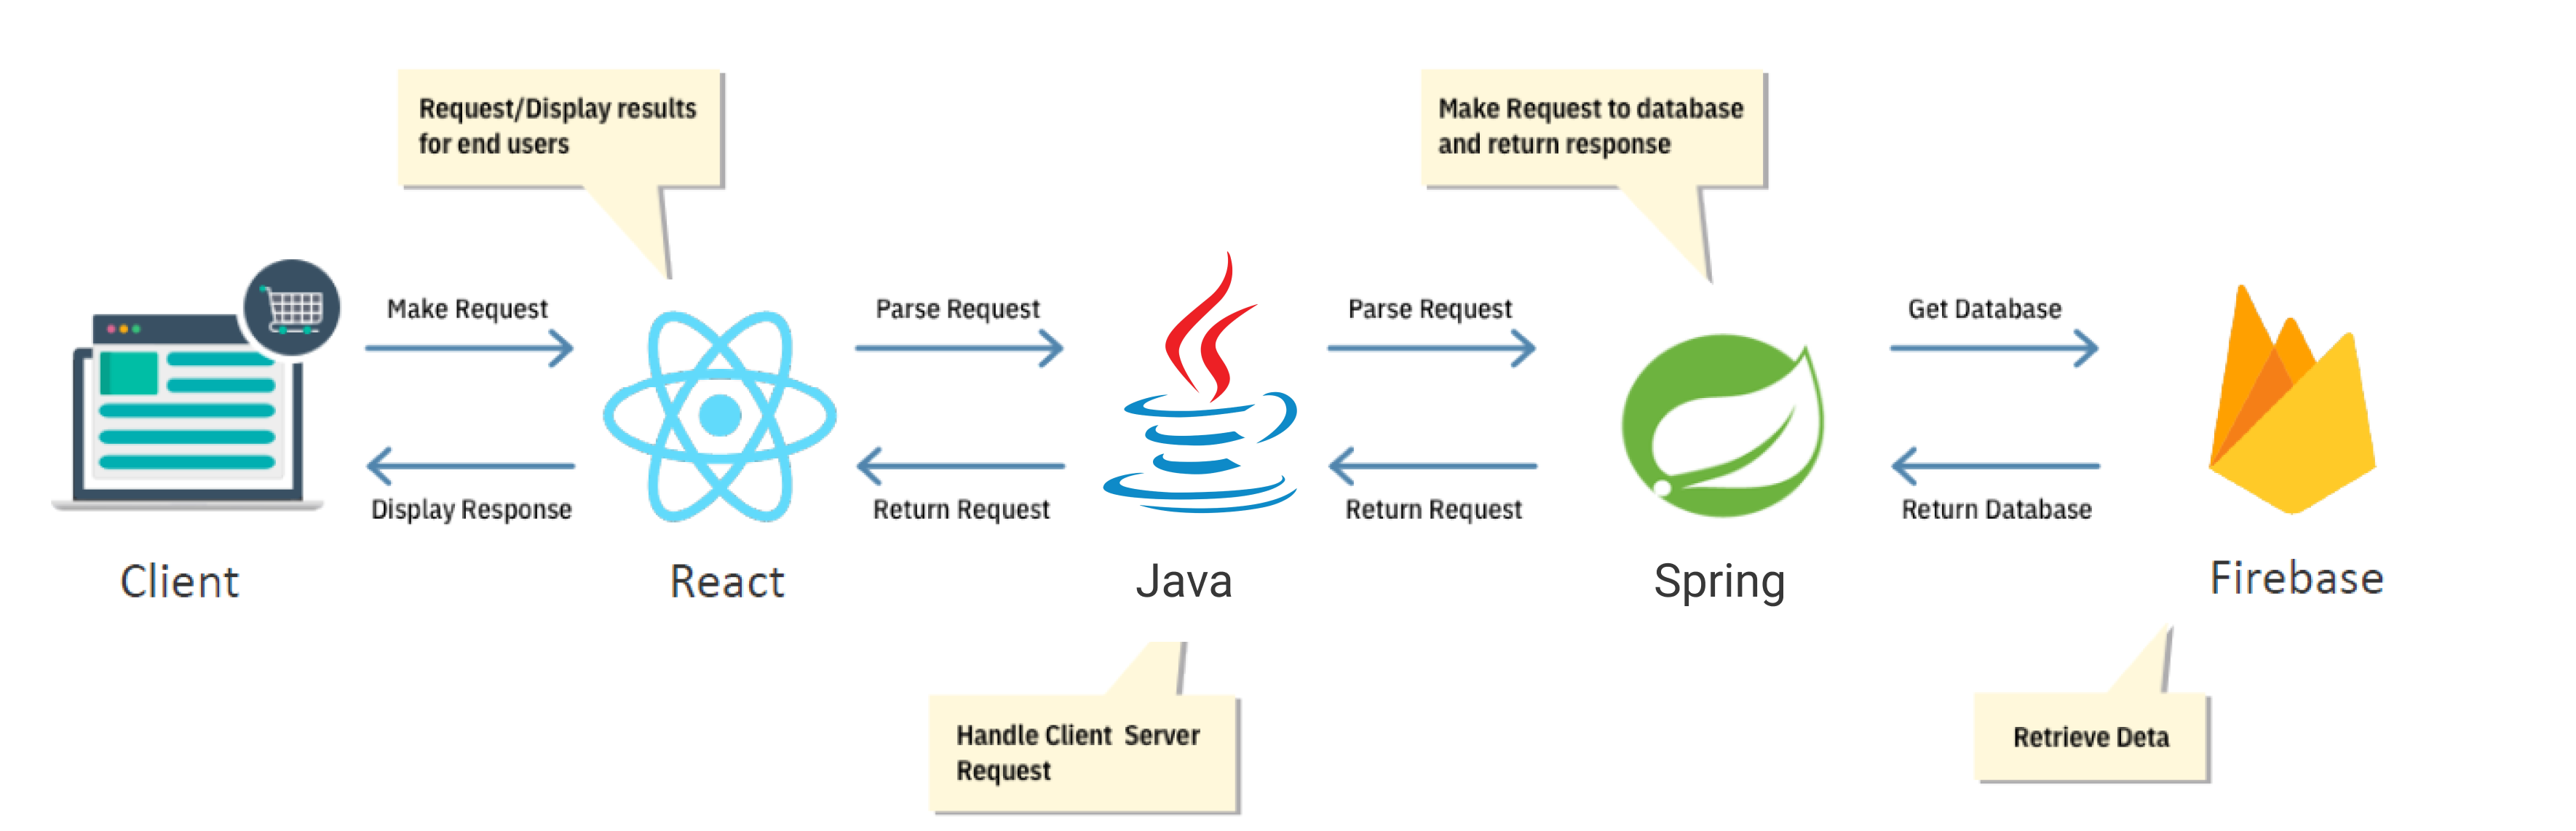 Request/Display results
for end users
Make Request to database
and return response
Make Request
Parse Request
Parse Request
Get Database
Display Response
Return Request
Return Request
Return Database
Client
React
Java
Spring
Firebase
Handle Client Server
Request
Retrieve Deta